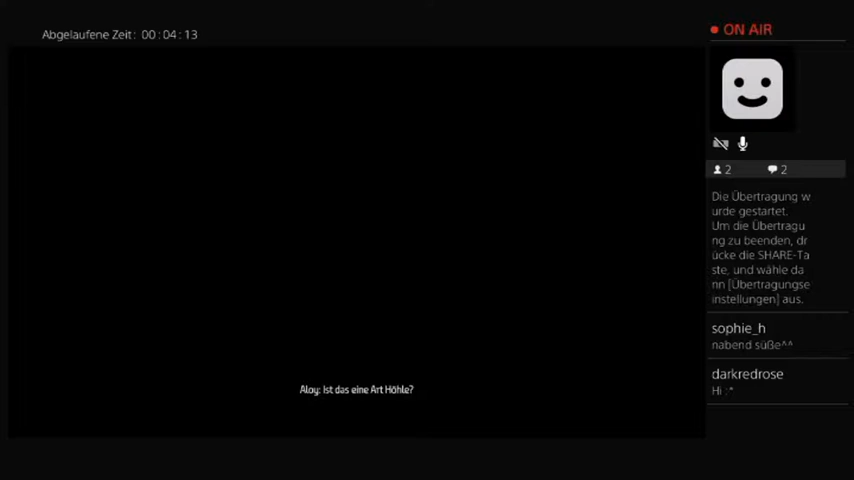 Abgelaufene Zeit: 00:04:13
ON AIR
2 2
Die Übertragung w
urde gestartet.
Um die Übertragu
ng zu beenden, dr
ücke die SHARE-Ta
ste, und wähle da
nn [Übertragungse
instellungen] aus.
sophie_h
nabend süße^^
darkredrose
Hi :*
Aloy: Ist das eine Art Höhle?